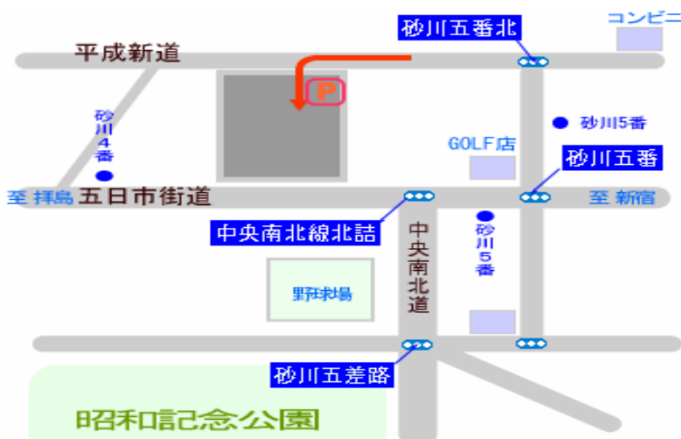 コンビニ
砂川五番北
平成新道
P
砂川4番
砂川5番
GOLF店
砂川五番
至 拝島
五日市街道
至 新宿
中央南北線北詰
中央南北道
砂川5番
野球場
砂川五差路
昭和記念公園